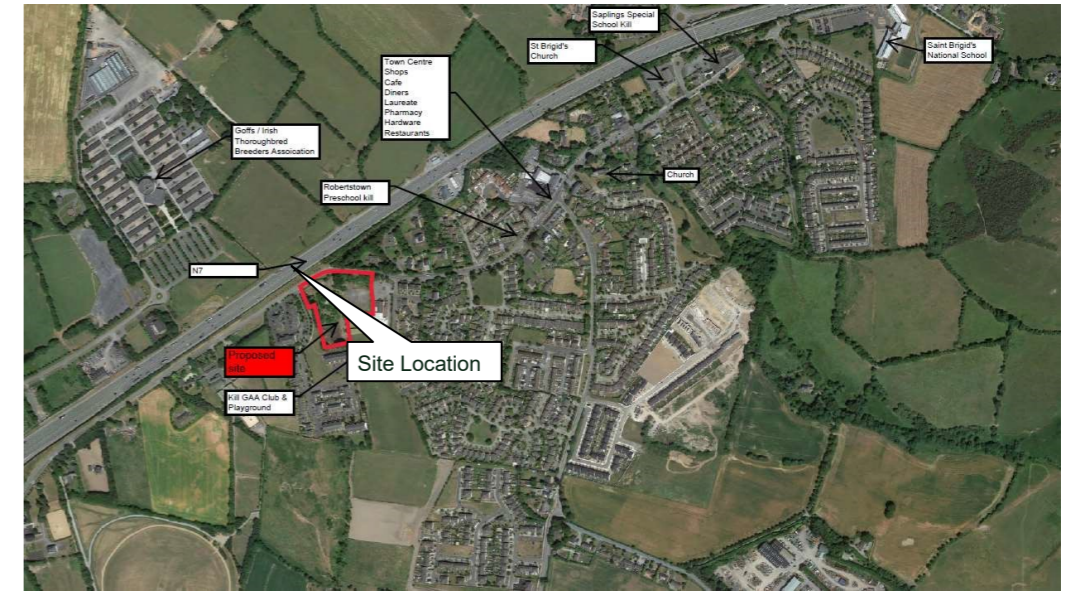 Saplings Special
School Kill
St Brigid's
Church
Saint Brigid's
National School
Town Centre
Shops
Cafe
Diners
Laureate
Pharmacy
Hardware
Restaurants
Goffs / Irish
Thoroughbred
Breeders Assoication
Church
Robertstown
Preschool kill
N7
Proposed
site
Site Location
Kill GAA Club &
Playground